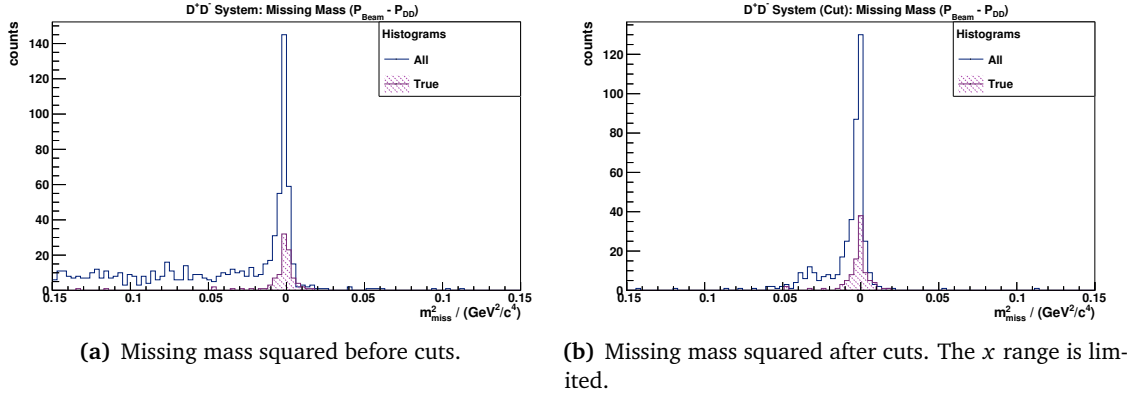 D⁺D⁻ System: Missing Mass (P_Beam - P_DD)
counts
Histograms
All
True
140
120
100
80
60
40
20
0
0.15 0.1 0.05 0 0.05 0.1 0.15
m²_miss / (GeV²/c⁴)
(a) Missing mass squared before cuts.
D⁺D⁻ System (Cut): Missing Mass (P_Beam - P_DD)
counts
Histograms
All
True
120
100
80
60
40
20
0
0.15 0.1 0.05 0 0.05 0.1 0.15
m²_miss / (GeV²/c⁴)
(b) Missing mass squared after cuts. The x range is lim-
ited.